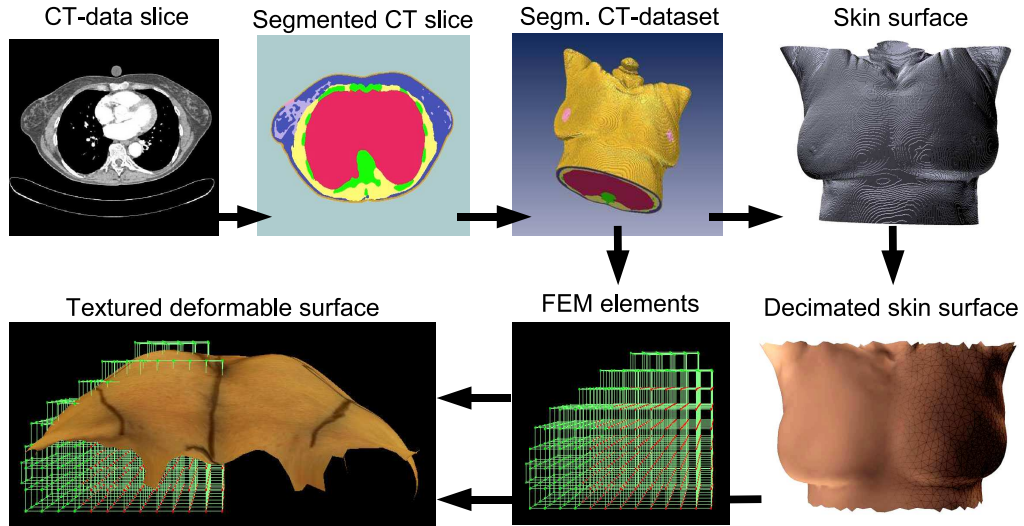 CT-data slice
Segmented CT slice
Segm. CT-dataset
Skin surface
Textured deformable surface
FEM elements
Decimated skin surface